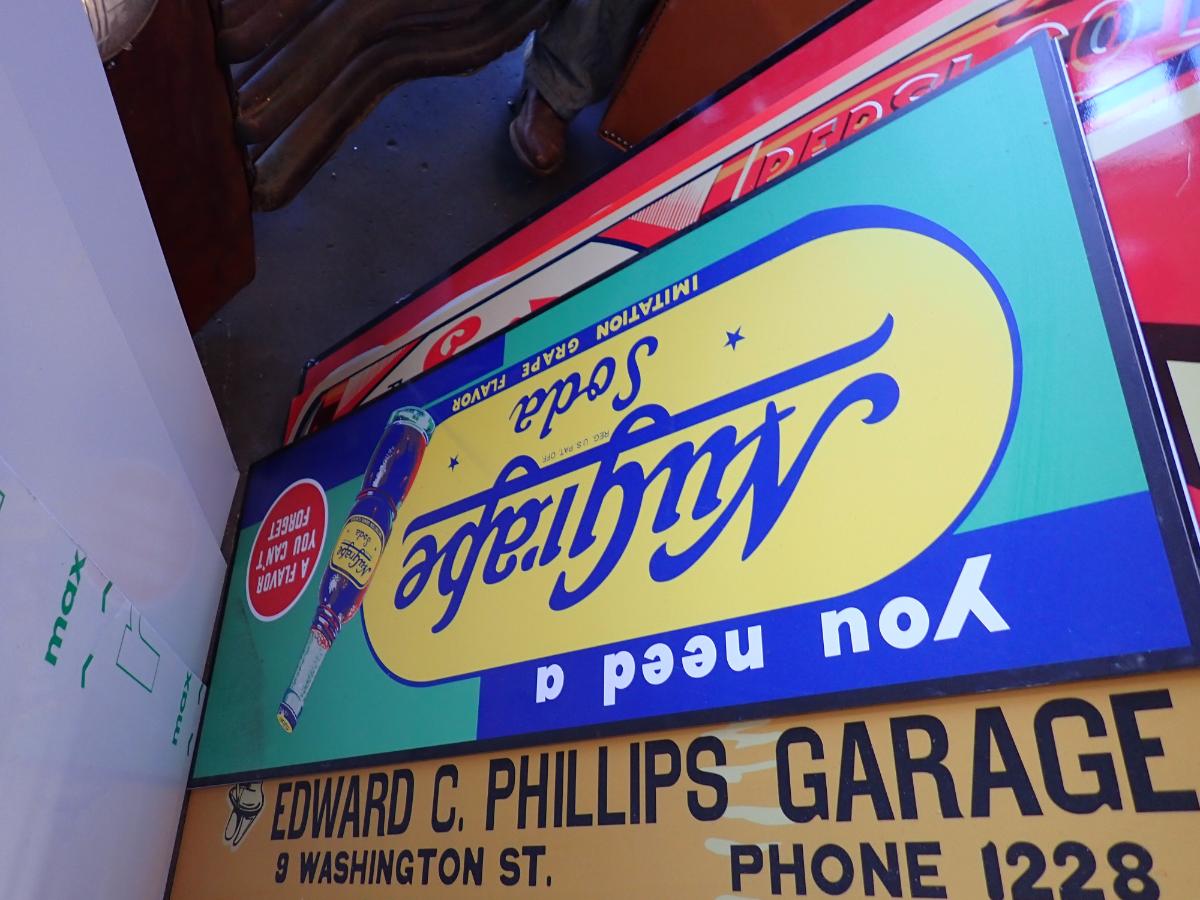 PEPSI-CO
You need a
NuGrape
REG. U.S. PAT. OFF.
Soda
IMITATION GRAPE FLAVOR
A FLAVOR
YOU CAN'T
FORGET
NuGrape
Soda
EDWARD C. PHILLIPS GARAGE
9 WASHINGTON ST.
PHONE 1228
max
max